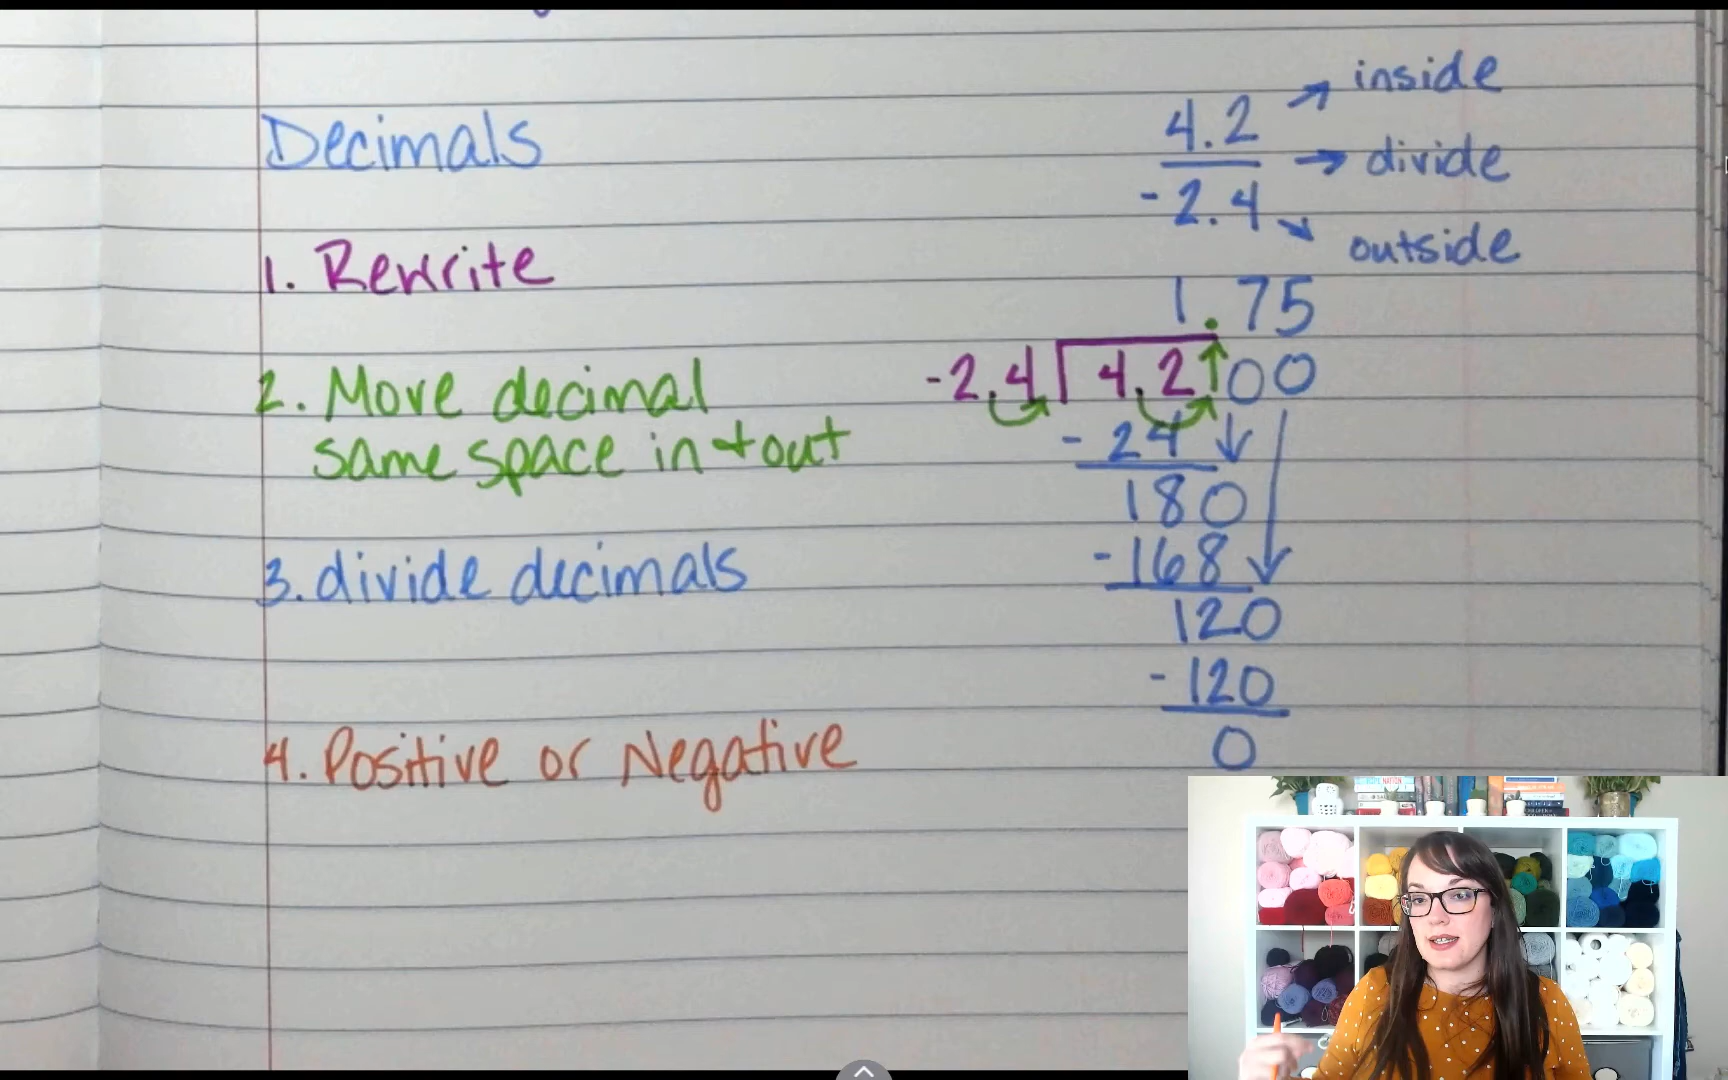 Decimals
4.2 → inside
→ divide
-2.4 → outside
1. Rewrite
1.75
2. Move decimal
same space in + out
-2.4 4.2 00
- 24
180
- 168
3. divide decimals
120
- 120
0
4. Positive or Negative